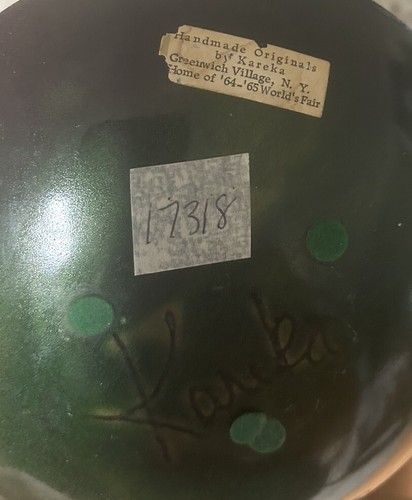 Handmade Originals
by Kareka
Greenwich Village, N. Y.
Home of '64-'65 World's Fair
17318
Kareka